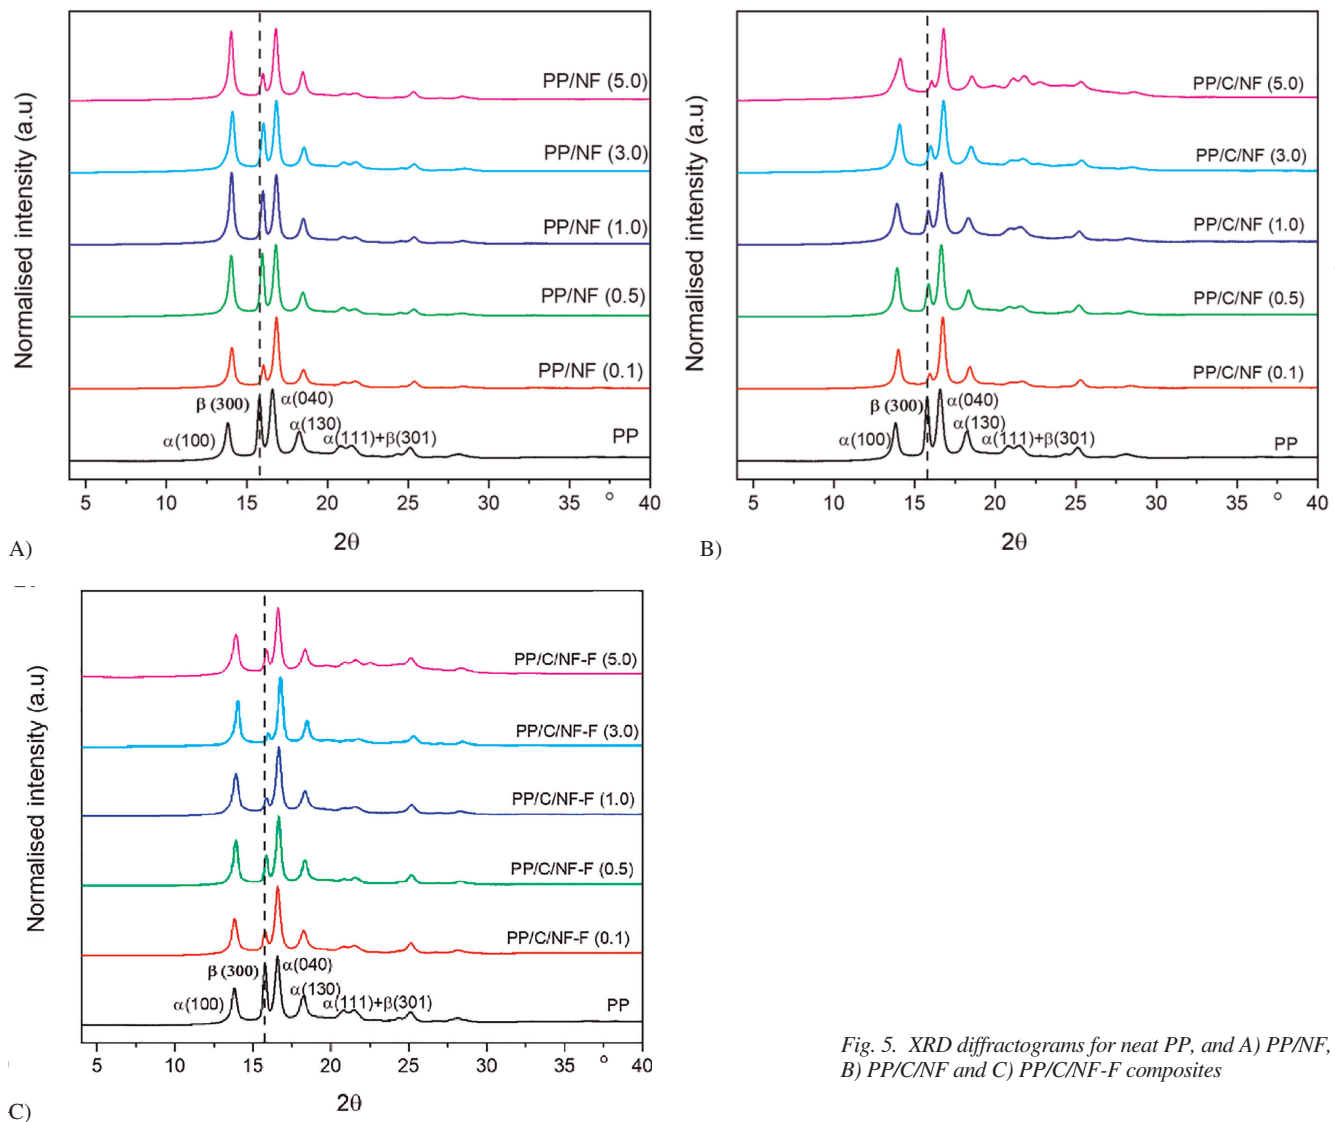 Normalised intensity (a.u)
PP/NF (5.0)
PP/NF (3.0)
PP/NF (1.0)
PP/NF (0.5)
PP/NF (0.1)
β (300)
α(040)
α(100)
α(130)
α(111)+β(301)
PP
5 10 15 20 25 30 35 ° 40
2θ
A)
Normalised intensity (a.u)
PP/C/NF (5.0)
PP/C/NF (3.0)
PP/C/NF (1.0)
PP/C/NF (0.5)
PP/C/NF (0.1)
β (300)
α(040)
α(100)
α(130)
α(111)+β(301)
PP
5 10 15 20 25 30 35 ° 40
2θ
B)
Normalised intensity (a.u)
PP/C/NF-F (5.0)
PP/C/NF-F (3.0)
PP/C/NF-F (1.0)
PP/C/NF-F (0.5)
PP/C/NF-F (0.1)
β (300)
α(040)
α(100)
α(130)
α(111)+β(301)
PP
5 10 15 20 25 30 35 ° 40
2θ
C)
Fig. 5. XRD diffractograms for neat PP, and A) PP/NF,
B) PP/C/NF and C) PP/C/NF-F composites